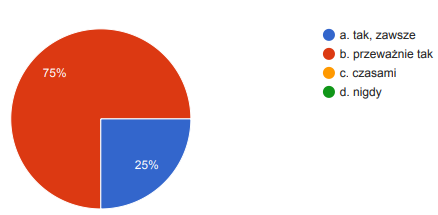 75%
25%
a. tak, zawsze
b. przeważnie tak
c. czasami
d. nigdy